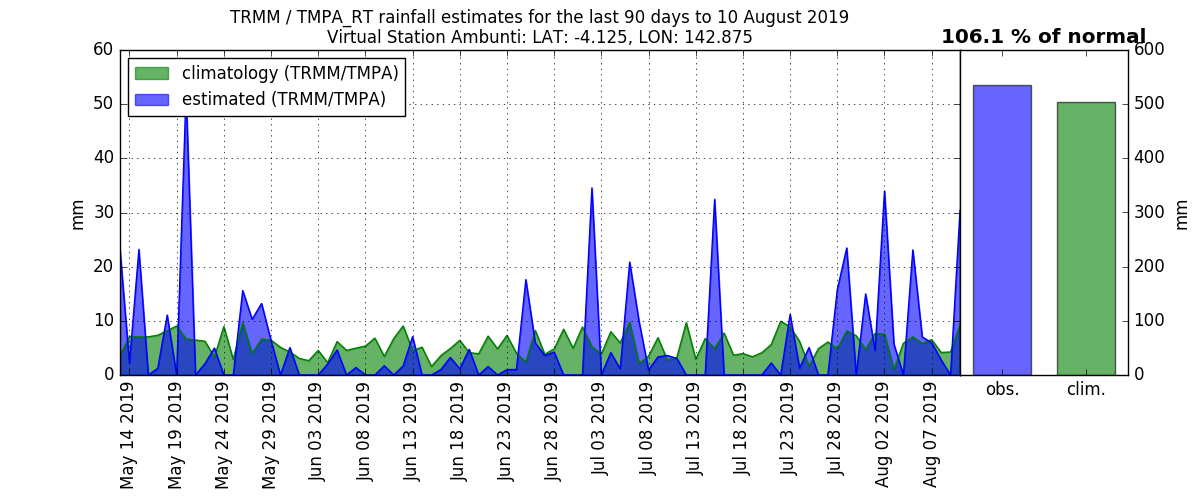 TRMM / TMPA_RT rainfall estimates for the last 90 days to 10 August 2019
Virtual Station Ambunti: LAT: -4.125, LON: 142.875
106.1 % of normal
climatology (TRMM/TMPA)
estimated (TRMM/TMPA)
60
50
40
30
20
10
0
mm
600
500
400
300
200
100
0
mm
May 14 2019
May 19 2019
May 24 2019
May 29 2019
Jun 03 2019
Jun 08 2019
Jun 13 2019
Jun 18 2019
Jun 23 2019
Jun 28 2019
Jul 03 2019
Jul 08 2019
Jul 13 2019
Jul 18 2019
Jul 23 2019
Jul 28 2019
Aug 02 2019
Aug 07 2019
obs.
clim.